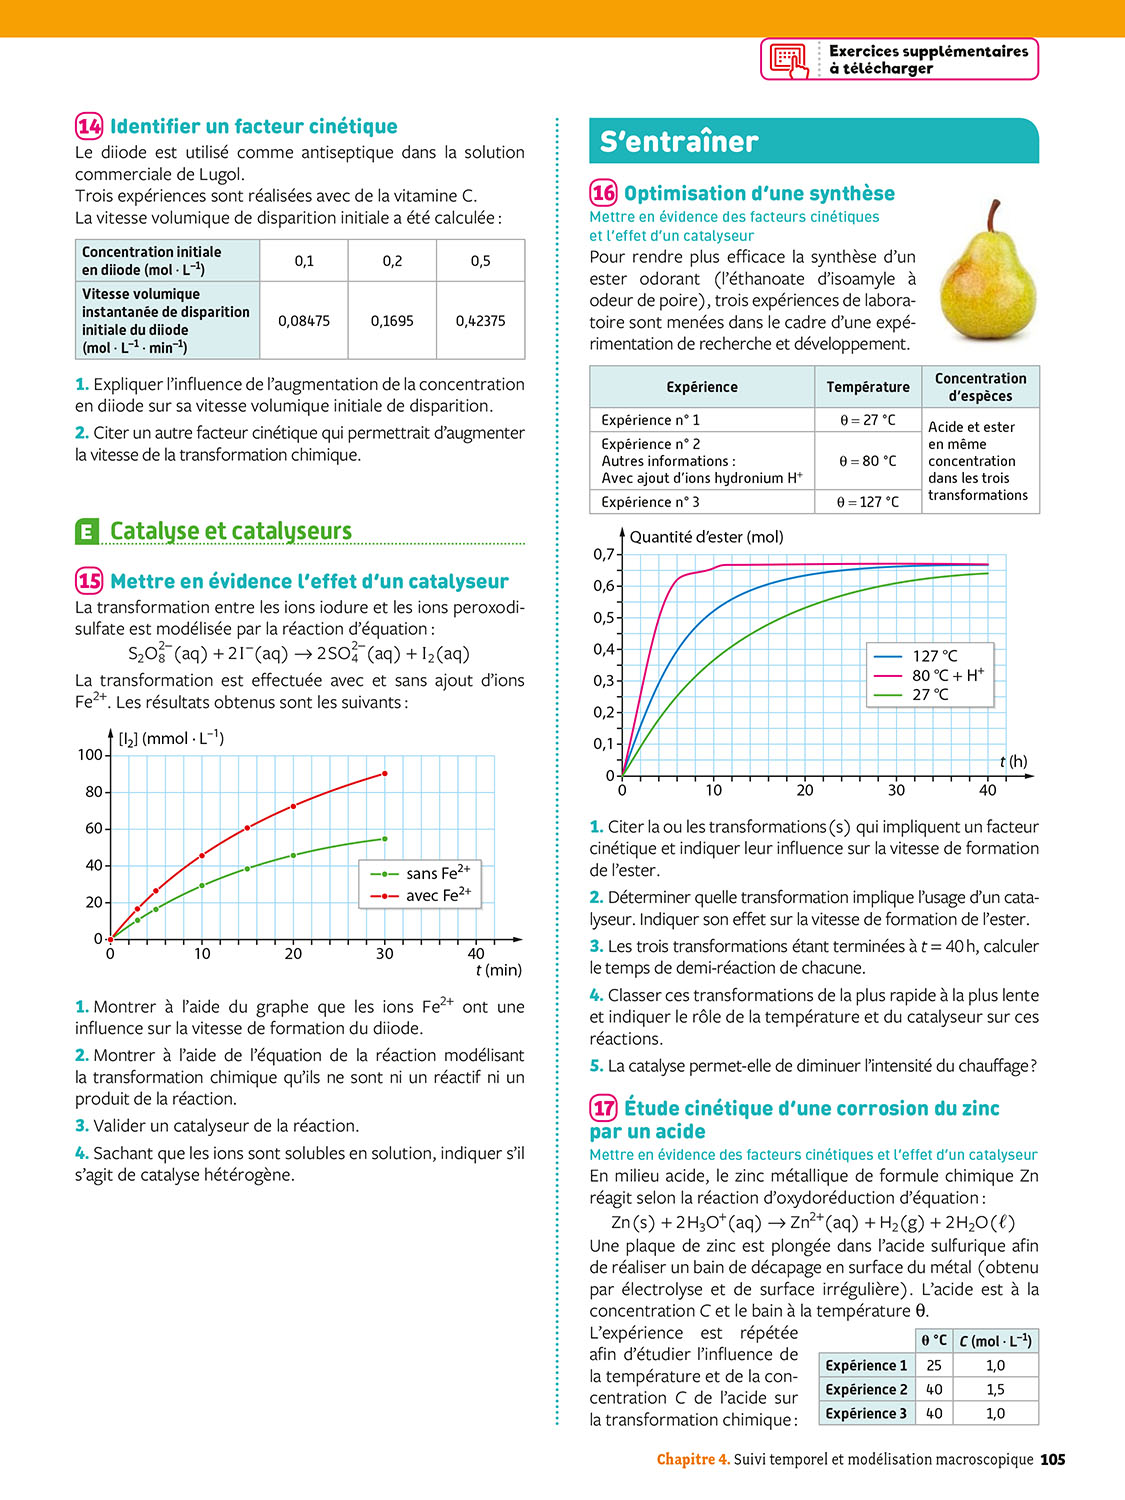 Exercices supplémentaires
à télécharger
14 Identifier un facteur cinétique
Le diiode est utilisé comme antiseptique dans la solution
commerciale de Lugol.
Trois expériences sont réalisées avec de la vitamine C.
La vitesse volumique de disparition initiale a été calculée :
Concentration initiale
en diiode (mol · L⁻¹)
0,1
0,2
0,5
Vitesse volumique
instantanée de disparition
initiale du diiode
(mol · L⁻¹ · min⁻¹)
0,08475
0,1695
0,42375
1. Expliquer l'influence de l'augmentation de la concentration
en diiode sur sa vitesse volumique initiale de disparition.
2. Citer un autre facteur cinétique qui permettrait d'augmenter
la vitesse de la transformation chimique.
E Catalyse et catalyseurs
15 Mettre en évidence l'effet d'un catalyseur
La transformation entre les ions iodure et les ions peroxodi-
sulfate est modélisée par la réaction d'équation :
S₂O₈²⁻ (aq) + 2 I⁻ (aq) → 2 SO₄²⁻ (aq) + I₂ (aq)
La transformation est effectuée avec et sans ajout d'ions
Fe²⁺. Les résultats obtenus sont les suivants :
[I₂] (mmol · L⁻¹)
100
80
60
40
20
0
sans Fe²⁺
avec Fe²⁺
0 10 20 30 40
t (min)
1. Montrer à l'aide du graphe que les ions Fe²⁺ ont une
influence sur la vitesse de formation du diiode.
2. Montrer à l'aide de l'équation de la réaction modélisant
la transformation chimique qu'ils ne sont ni un réactif ni un
produit de la réaction.
3. Valider un catalyseur de la réaction.
4. Sachant que les ions sont solubles en solution, indiquer s'il
s'agit de catalyse hétérogène.
S'entraîner
16 Optimisation d'une synthèse
Mettre en évidence des facteurs cinétiques
et l'effet d'un catalyseur
Pour rendre plus efficace la synthèse d'un
ester odorant (l'éthanoate d'isoamyle à
odeur de poire), trois expériences de labora-
toire sont menées dans le cadre d'une expé-
rimentation de recherche et développement.
Expérience
Température
Concentration
d'espèces
Expérience n° 1
θ = 27 °C
Expérience n° 2
Autres informations :
Avec ajout d'ions hydronium H⁺
θ = 80 °C
Expérience n° 3
θ = 127 °C
Acide et ester
en même
concentration
dans les trois
transformations
Quantité d'ester (mol)
0,7
0,6
0,5
0,4
0,3
0,2
0,1
0
127 °C
80 °C + H⁺
27 °C
t (h)
0 10 20 30 40
1. Citer la ou les transformations (s) qui impliquent un facteur
cinétique et indiquer leur influence sur la vitesse de formation
de l'ester.
2. Déterminer quelle transformation implique l'usage d'un cata-
lyseur. Indiquer son effet sur la vitesse de formation de l'ester.
3. Les trois transformations étant terminées à t = 40 h, calculer
le temps de demi-réaction de chacune.
4. Classer ces transformations de la plus rapide à la plus lente
et indiquer le rôle de la température et du catalyseur sur ces
réactions.
5. La catalyse permet-elle de diminuer l'intensité du chauffage ?
17 Étude cinétique d'une corrosion du zinc
par un acide
Mettre en évidence des facteurs cinétiques et l'effet d'un catalyseur
En milieu acide, le zinc métallique de formule chimique Zn
réagit selon la réaction d'oxydoréduction d'équation :
Zn (s) + 2 H₃O⁺ (aq) → Zn²⁺ (aq) + H₂ (g) + 2 H₂O (ℓ)
Une plaque de zinc est plongée dans l'acide sulfurique afin
de réaliser un bain de décapage en surface du métal (obtenu
par électrolyse et de surface irrégulière). L'acide est à la
concentration C et le bain à la température θ.
L'expérience est répétée
afin d'étudier l'influence de
la température et de la con-
centration C de l'acide sur
la transformation chimique :
θ °C
C (mol · L⁻¹)
Expérience 1 25 1,0
Expérience 2 40 1,5
Expérience 3 40 1,0
Chapitre 4. Suivi temporel et modélisation macroscopique 105